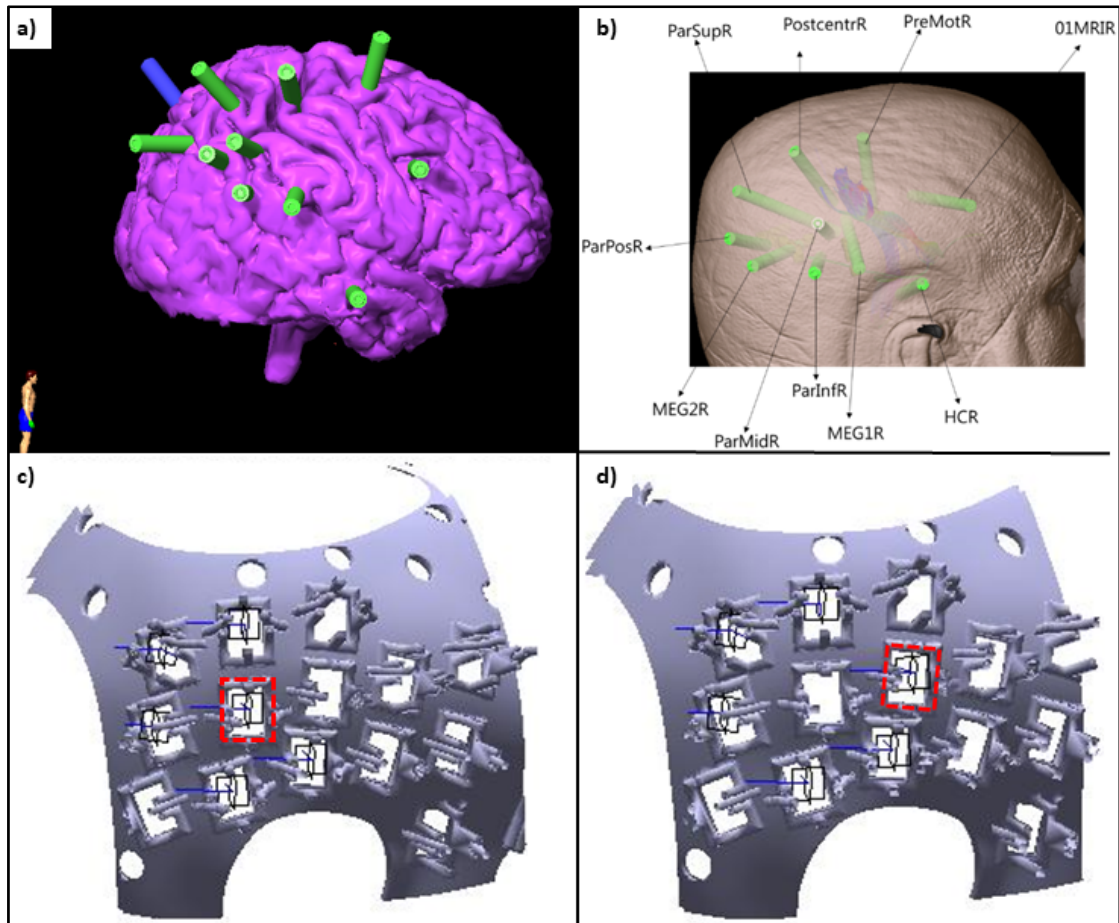 a)
b)
ParSupR
PostcentrR
PreMotR
01MRIR
ParPosR
MEG2R
ParMidR
ParInfR
MEG1R
HCR
c)
d)